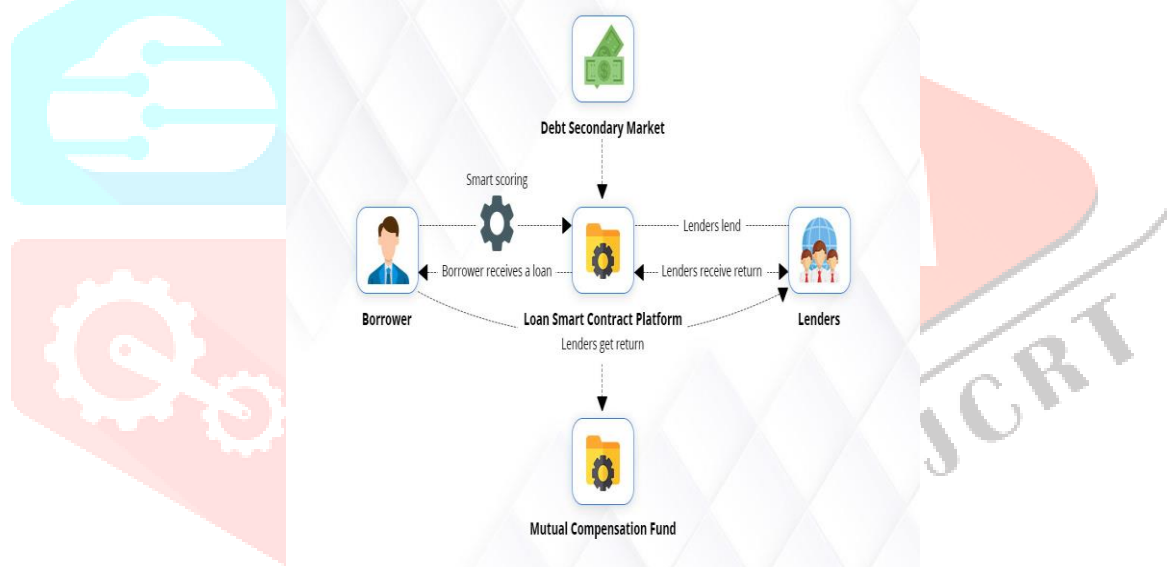 Debt Secondary Market
Smart scoring
Lenders lend
Borrower receives a loan
Lenders receive return
Borrower
Loan Smart Contract Platform
Lenders
Lenders get return
Mutual Compensation Fund
JCRT